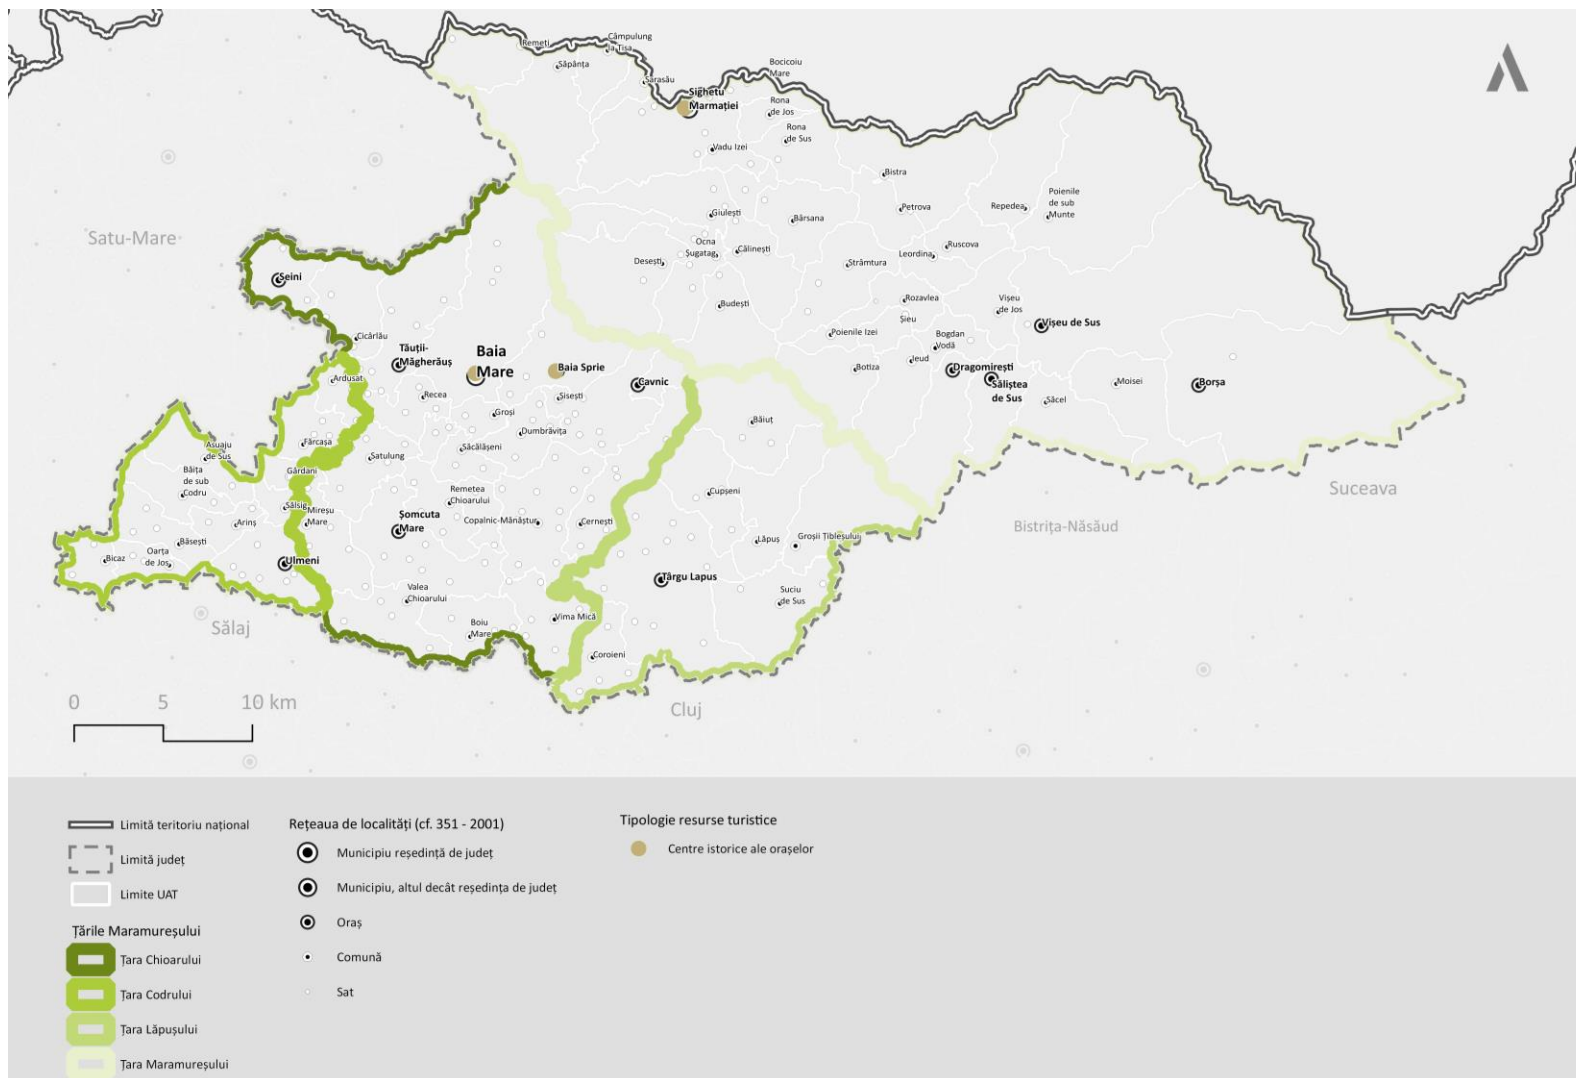 Remeți
Câmpulung
la Tisa
Săpânța
Sarasău
Bocicoiu
Mare
Sighetu
Marmației
Rona
de Jos
Rona
de Sus
Vadu Izei
Bistra
Petrova
Repedea
Poienile
de sub
Munte
Giulești
Bârsana
Satu-Mare
Ocna
Șugatag
Călinești
Desești
Strâmtura
Leordina
Ruscova
Seini
Budești
Rozavlea
Șieu
Vișeu
de Jos
Vișeu de Sus
Poienile Izei
Bogdan
Vodă
Cicârlău
Tăuții-
Măgherăuș
Baia
Mare
Baia Sprie
Cavnic
Botiza
Ieud
Dragomirești
Săliștea
de Sus
Săcel
Moisei
Borșa
Ardusat
Recea
Șisești
Groși
Băiuț
Dumbrăvița
Fărcașa
Asuaju
de Sus
Satulung
Săcălășeni
Gârdani
Băița
de sub
Codru
Remetea
Chioarului
Cupșeni
Suceava
Sălsig
Mireșu
Mare
Arinș
Șomcuta
Mare
Copalnic-Mănăștur
Cernești
Bistrița-Năsăud
Băsești
Oarța
de Jos
Bicaz
Ulmeni
Lăpuș
Groșii Țibleșului
Târgu Lapus
Valea
Chioarului
Suciu
de Sus
Sălaj
Boiu
Mare
Vima Mică
Coroieni
0 5 10 km
Cluj
Limită teritoriu național
Limită județ
Limite UAT
Țările Maramureșului
Țara Chioarului
Țara Codrului
Țara Lăpușului
Țara Maramureșului
Rețeaua de localități (cf. 351 - 2001)
Municipiu reședință de județ
Municipiu, altul decât reședința de județ
Oraș
Comună
Sat
Tipologie resurse turistice
Centre istorice ale orașelor